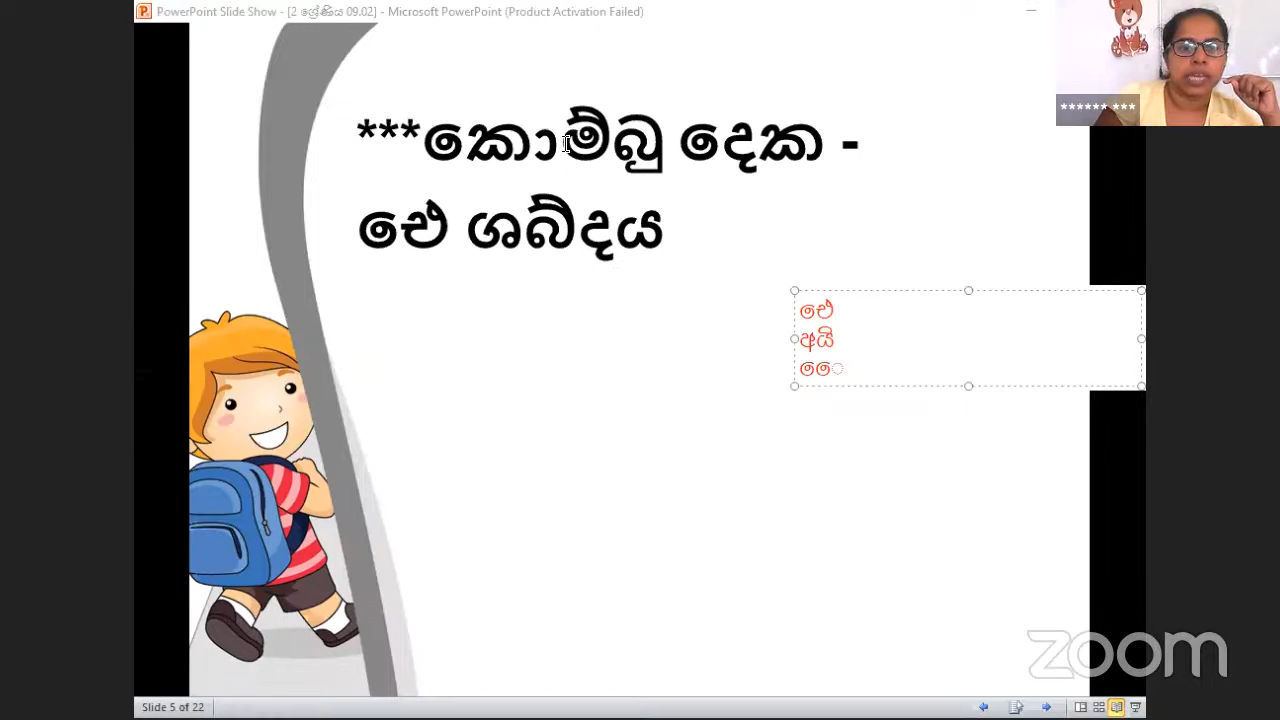 PowerPoint Slide Show - [2 ශ්‍රේණිය 09.02] - Microsoft PowerPoint (Product Activation Failed)
****** ***
***කොම්බු දෙක -
ඓ ශබ්දය
ඓ
අයි
ෛ
zoom
Slide 5 of 22